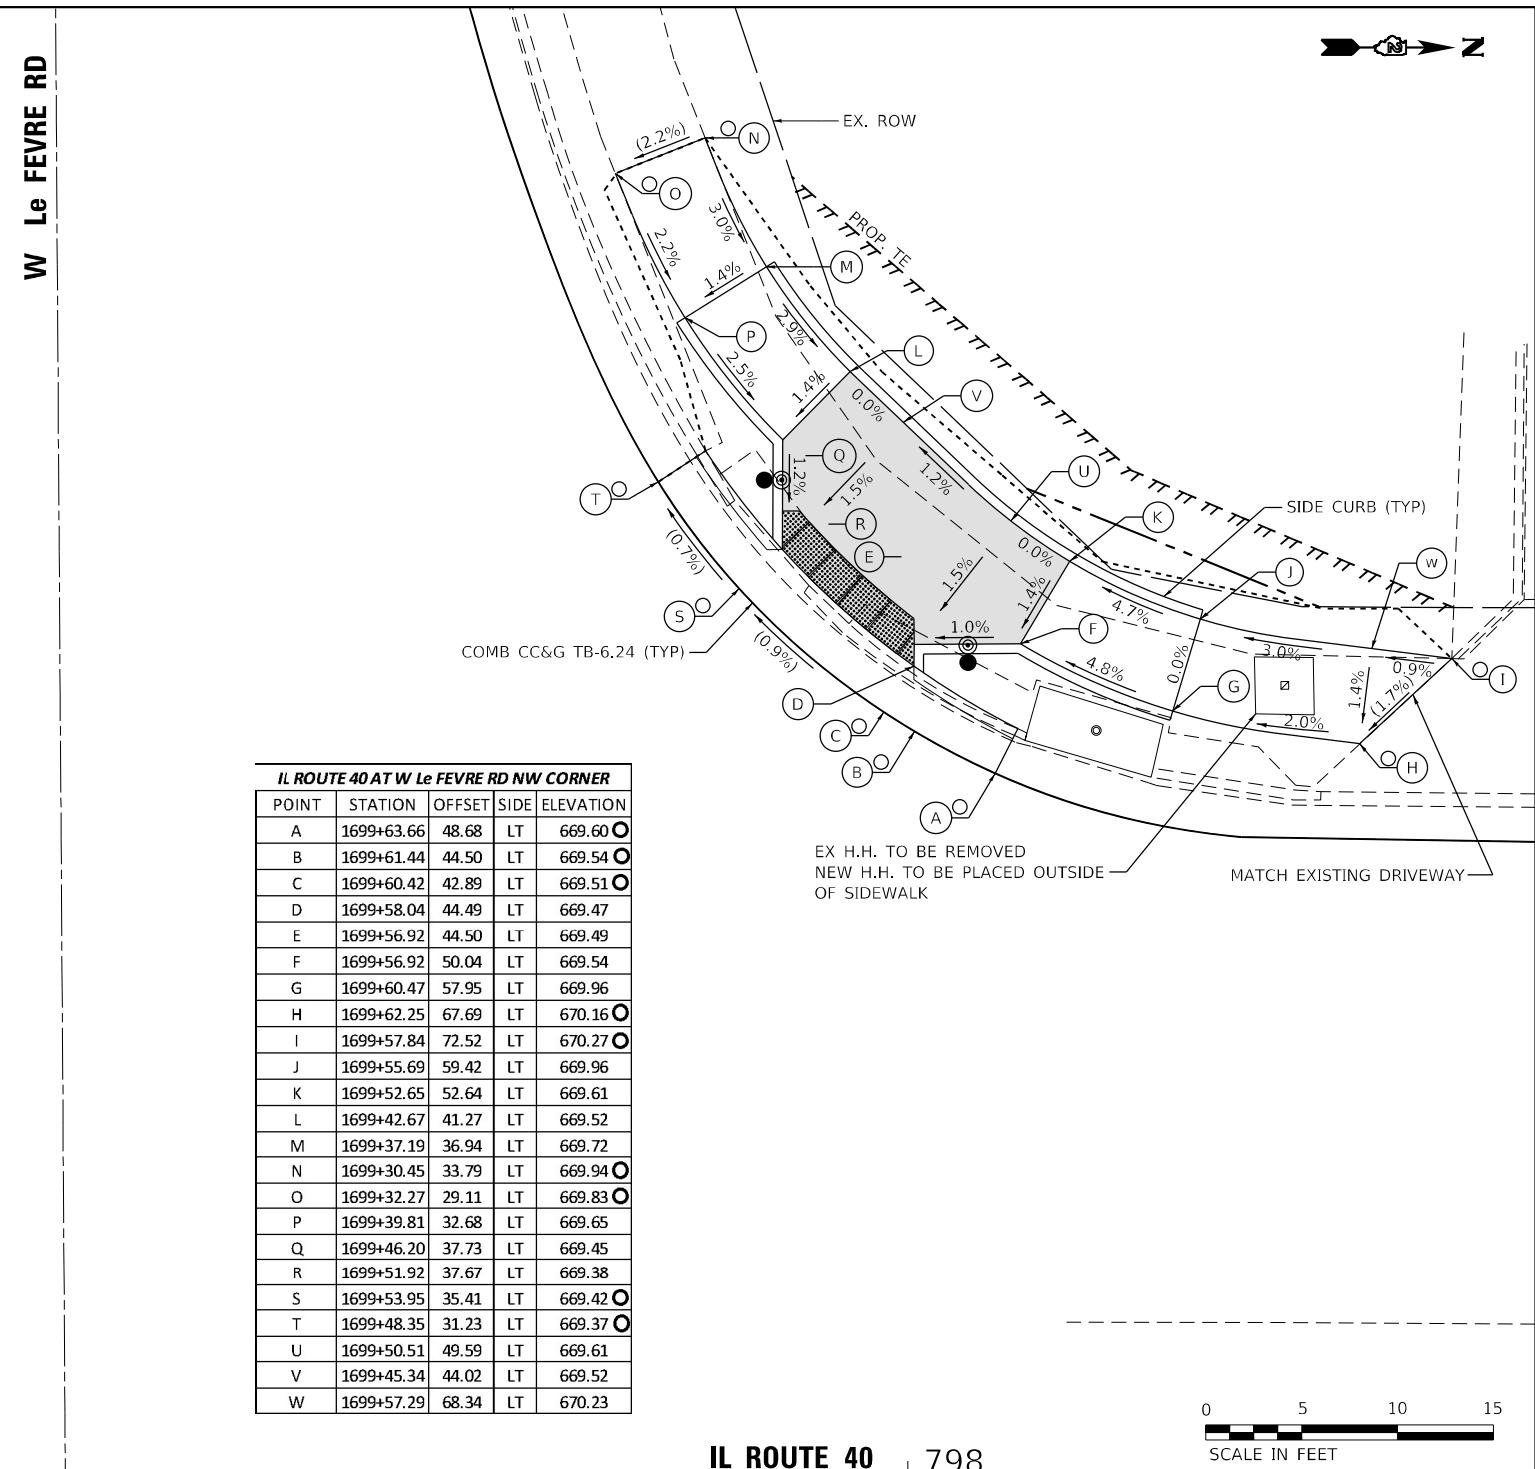 W Le FEVRE RD
N
EX. ROW
PROP. TE
(2.2%)
N
O
3.0%
2.2%
1.4%
M
P
2.9%
2.5%
L
1.4%
0.0%
V
Q
1.2%
1.5%
1.2%
U
R
E
K
SIDE CURB (TYP)
T
(0.7%)
0.0%
1.5%
1.4%
J
W
S
4.7%
COMB CC&G TB-6.24 (TYP)
(0.9%)
1.0%
F
4.8%
0.0%
3.0%
0.9%
1.4%
(1.7%)
I
G
2.0%
D
C
B
H
A
EX H.H. TO BE REMOVED
NEW H.H. TO BE PLACED OUTSIDE
OF SIDEWALK
MATCH EXISTING DRIVEWAY
IL ROUTE 40 AT W Le FEVRE RD NW CORNER
POINT STATION OFFSET SIDE ELEVATION
A 1699+63.66 48.68 LT 669.60
B 1699+61.44 44.50 LT 669.54
C 1699+60.42 42.89 LT 669.51
D 1699+58.04 44.49 LT 669.47
E 1699+56.92 44.50 LT 669.49
F 1699+56.92 50.04 LT 669.54
G 1699+60.47 57.95 LT 669.96
H 1699+62.25 67.69 LT 670.16
I 1699+57.84 72.52 LT 670.27
J 1699+55.69 59.42 LT 669.96
K 1699+52.65 52.64 LT 669.61
L 1699+42.67 41.27 LT 669.52
M 1699+37.19 36.94 LT 669.72
N 1699+30.45 33.79 LT 669.94
O 1699+32.27 29.11 LT 669.83
P 1699+39.81 32.68 LT 669.65
Q 1699+46.20 37.73 LT 669.45
R 1699+51.92 37.67 LT 669.38
S 1699+53.95 35.41 LT 669.42
T 1699+48.35 31.23 LT 669.37
U 1699+50.51 49.59 LT 669.61
V 1699+45.34 44.02 LT 669.52
W 1699+57.29 68.34 LT 670.23
0 5 10 15
SCALE IN FEET
IL ROUTE 40 798